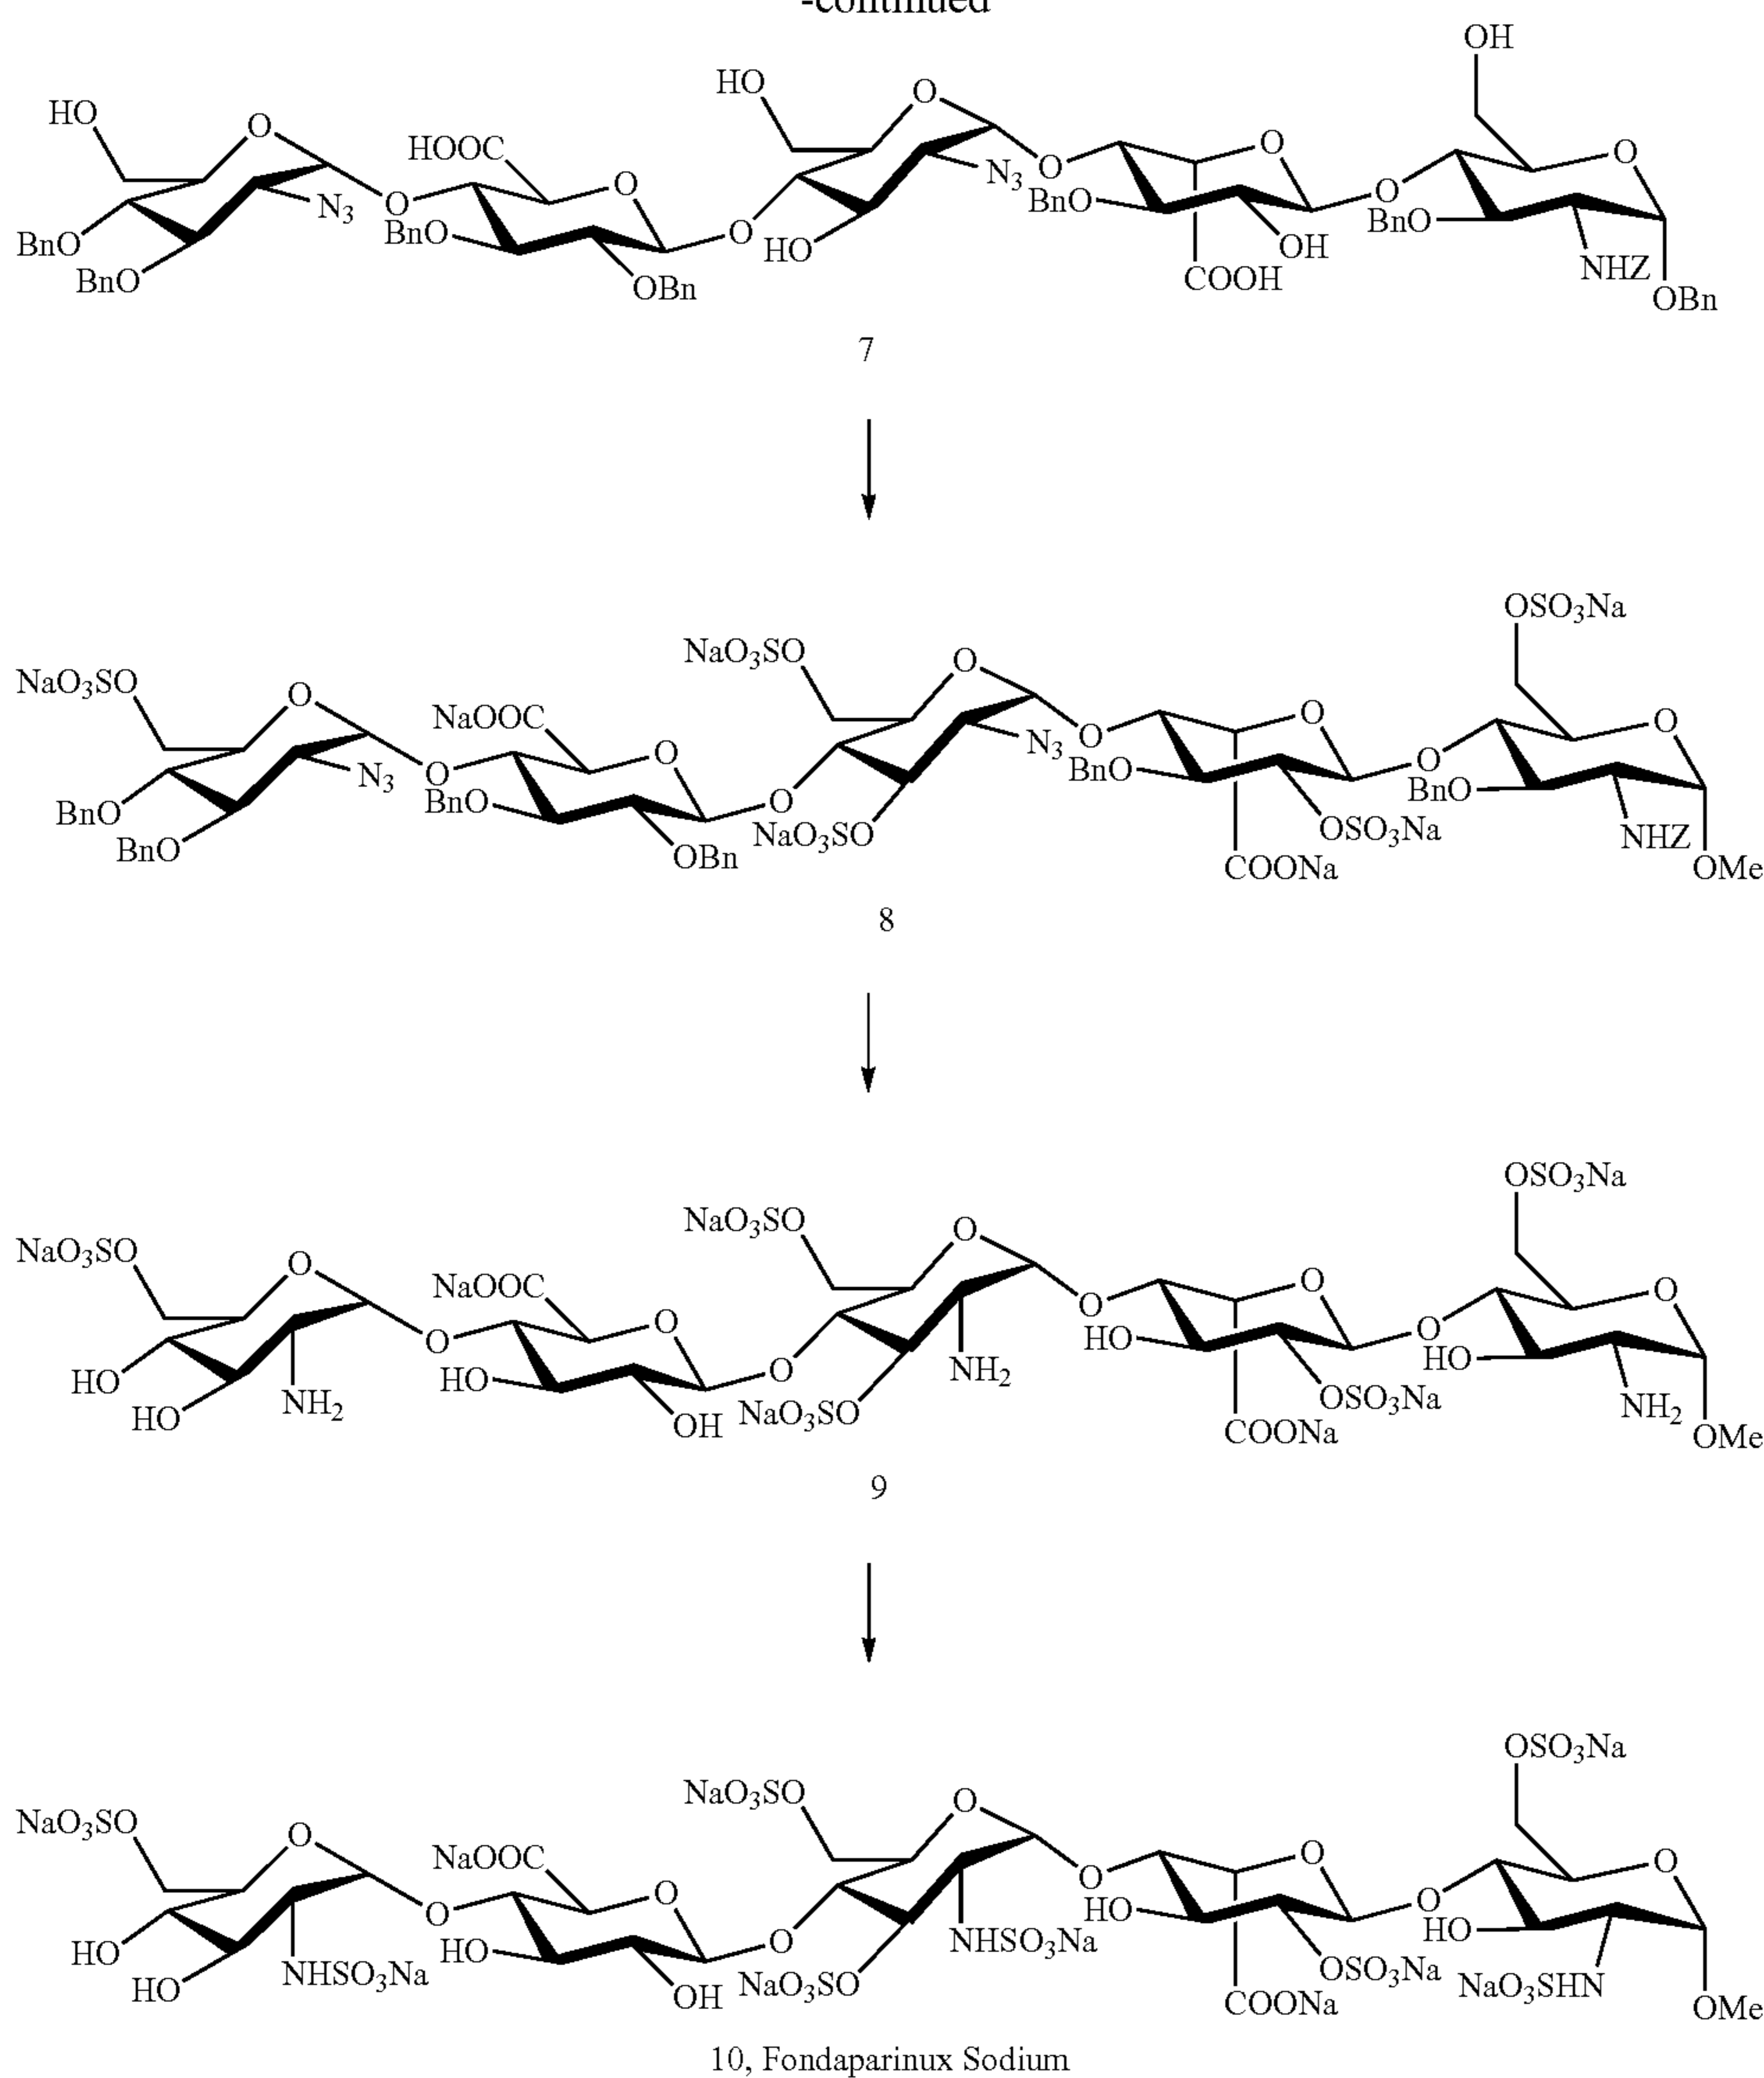 -continued
OH
HO
HO
O
O
HOOC
O
O
O
O
N3
O
N3
O
O
BnO
BnO
BnO
BnO
O
HO
OH
BnO
COOH
NHZ
OBn
OBn
7
OSO3Na
NaO3SO
O
NaO3SO
O
NaOOC
O
O
O
O
N3
O
N3
O
O
BnO
BnO
BnO
BnO
O
NaO3SO
OSO3Na
NHZ
BnO
OBn
COONa
OMe
8
OSO3Na
NaO3SO
O
NaO3SO
O
NaOOC
O
O
O
O
O
O
HO
HO
HO
HO
O
NH2
NH2
NaO3SO
OSO3Na
NH2
HO
OH
COONa
OMe
9
OSO3Na
NaO3SO
O
NaO3SO
O
NaOOC
O
O
O
O
O
O
HO
HO
HO
HO
O
NHSO3Na
NHSO3Na
NaO3SO
OSO3Na
NaO3SHN
HO
OH
COONa
OMe
10, Fondaparinux Sodium